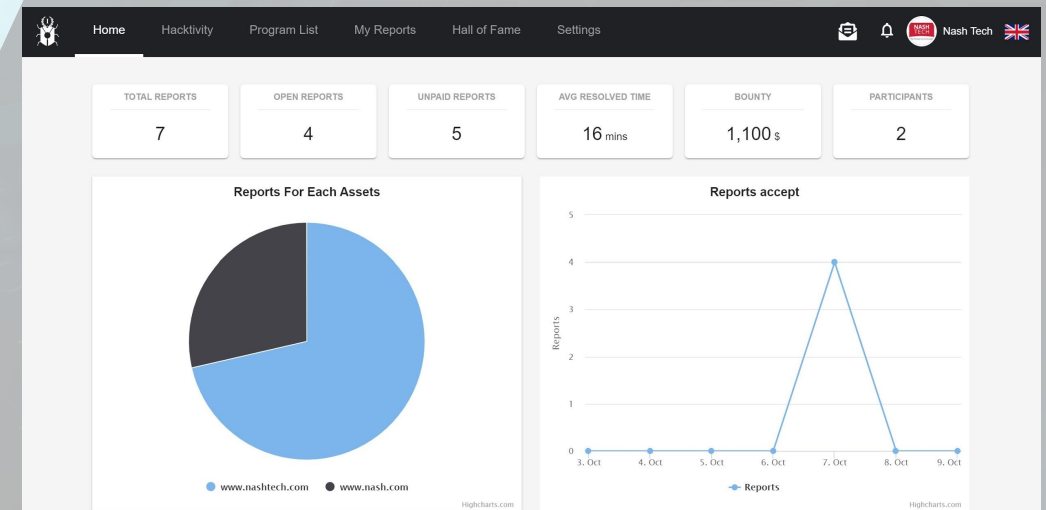 Home Hacktivity Program List My Reports Hall of Fame Settings NASH TECH Nash Tech
TOTAL REPORTS OPEN REPORTS UNPAID REPORTS AVG RESOLVED TIME BOUNTY PARTICIPANTS
7 4 5 16 mins 1,100 $ 2
Reports For Each Assets
www.nashtech.com www.nash.com
Highcharts.com
Reports accept
5
4
3
2
1
0
Reports
3. Oct 4. Oct 5. Oct 6. Oct 7. Oct 8. Oct 9. Oct
Reports
Highcharts.com